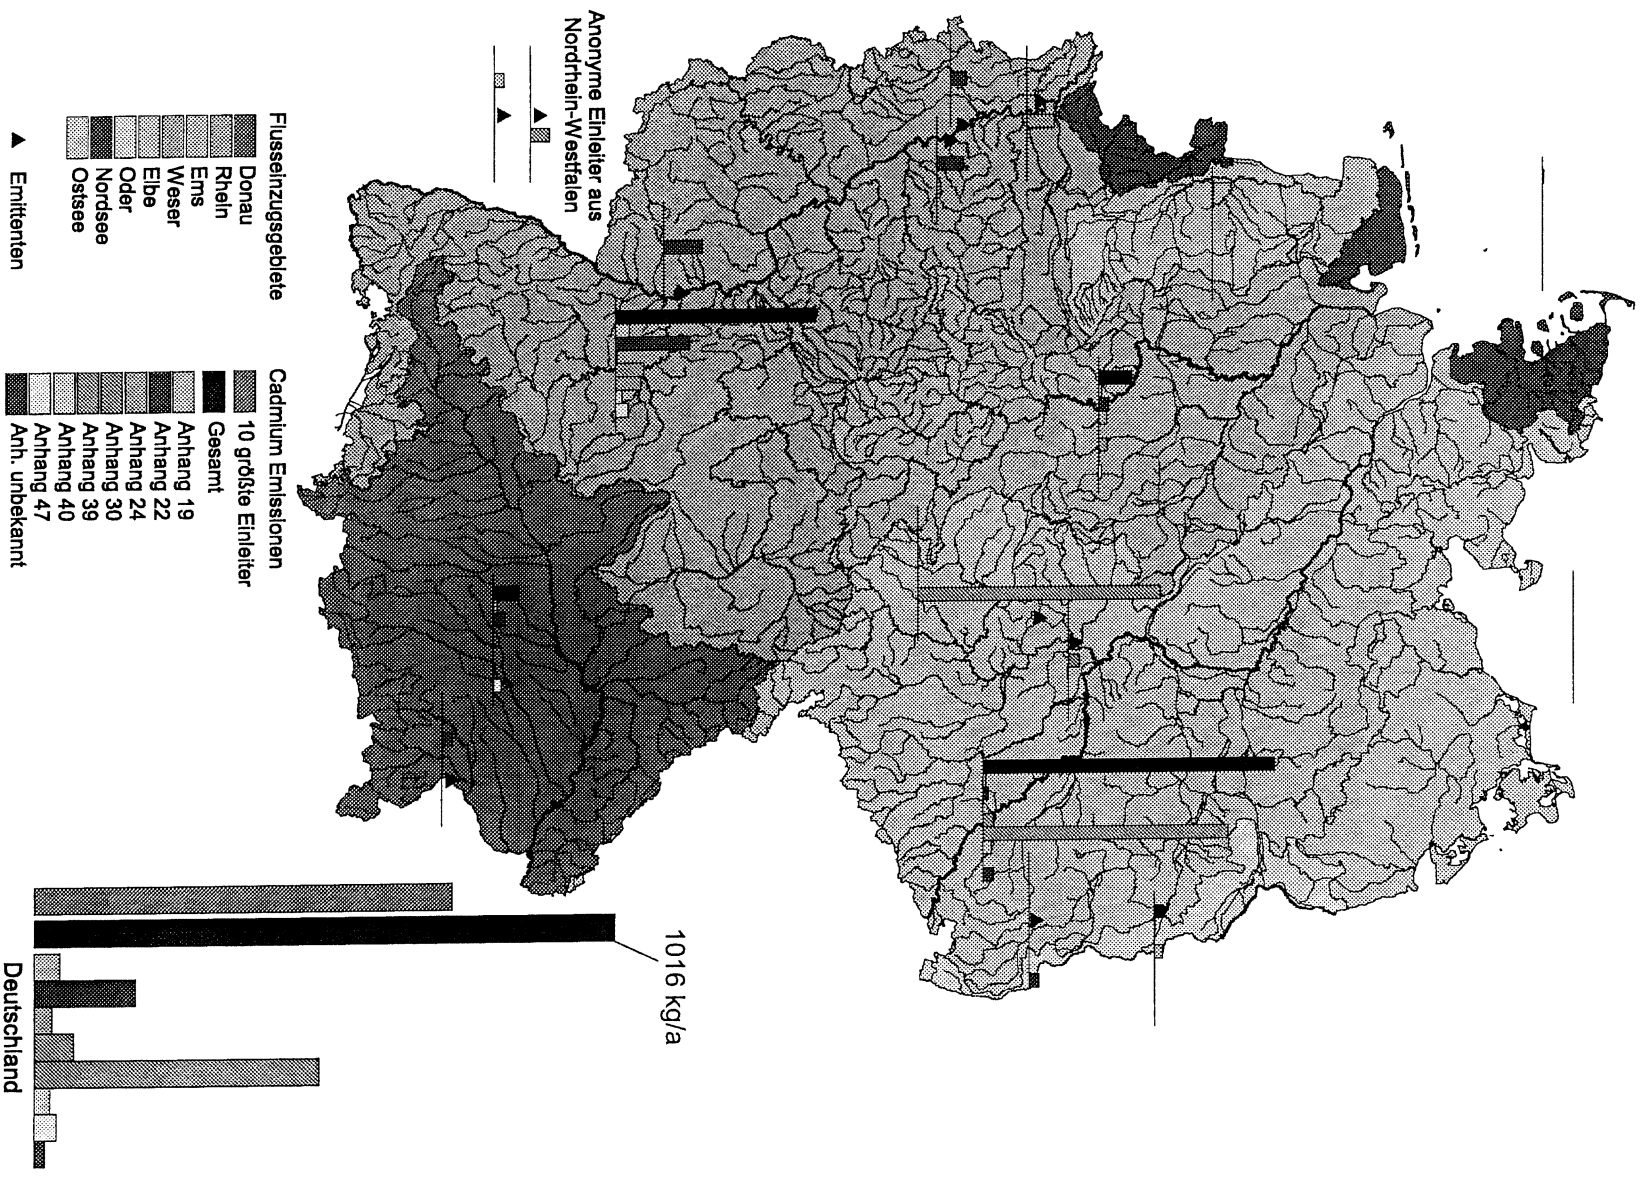 Anonyme Einleiter aus
Nordrhein-Westfalen
Flusseinzugsgebiete
Donau
Rhein
Ems
Weser
Elbe
Oder
Nordsee
Ostsee
Emittenten
Cadmium Emissionen
10 größte Einleiter
Gesamt
Anhang 19
Anhang 22
Anhang 24
Anhang 30
Anhang 39
Anhang 40
Anhang 47
Anh. unbekannt
1016 kg/a
Deutschland